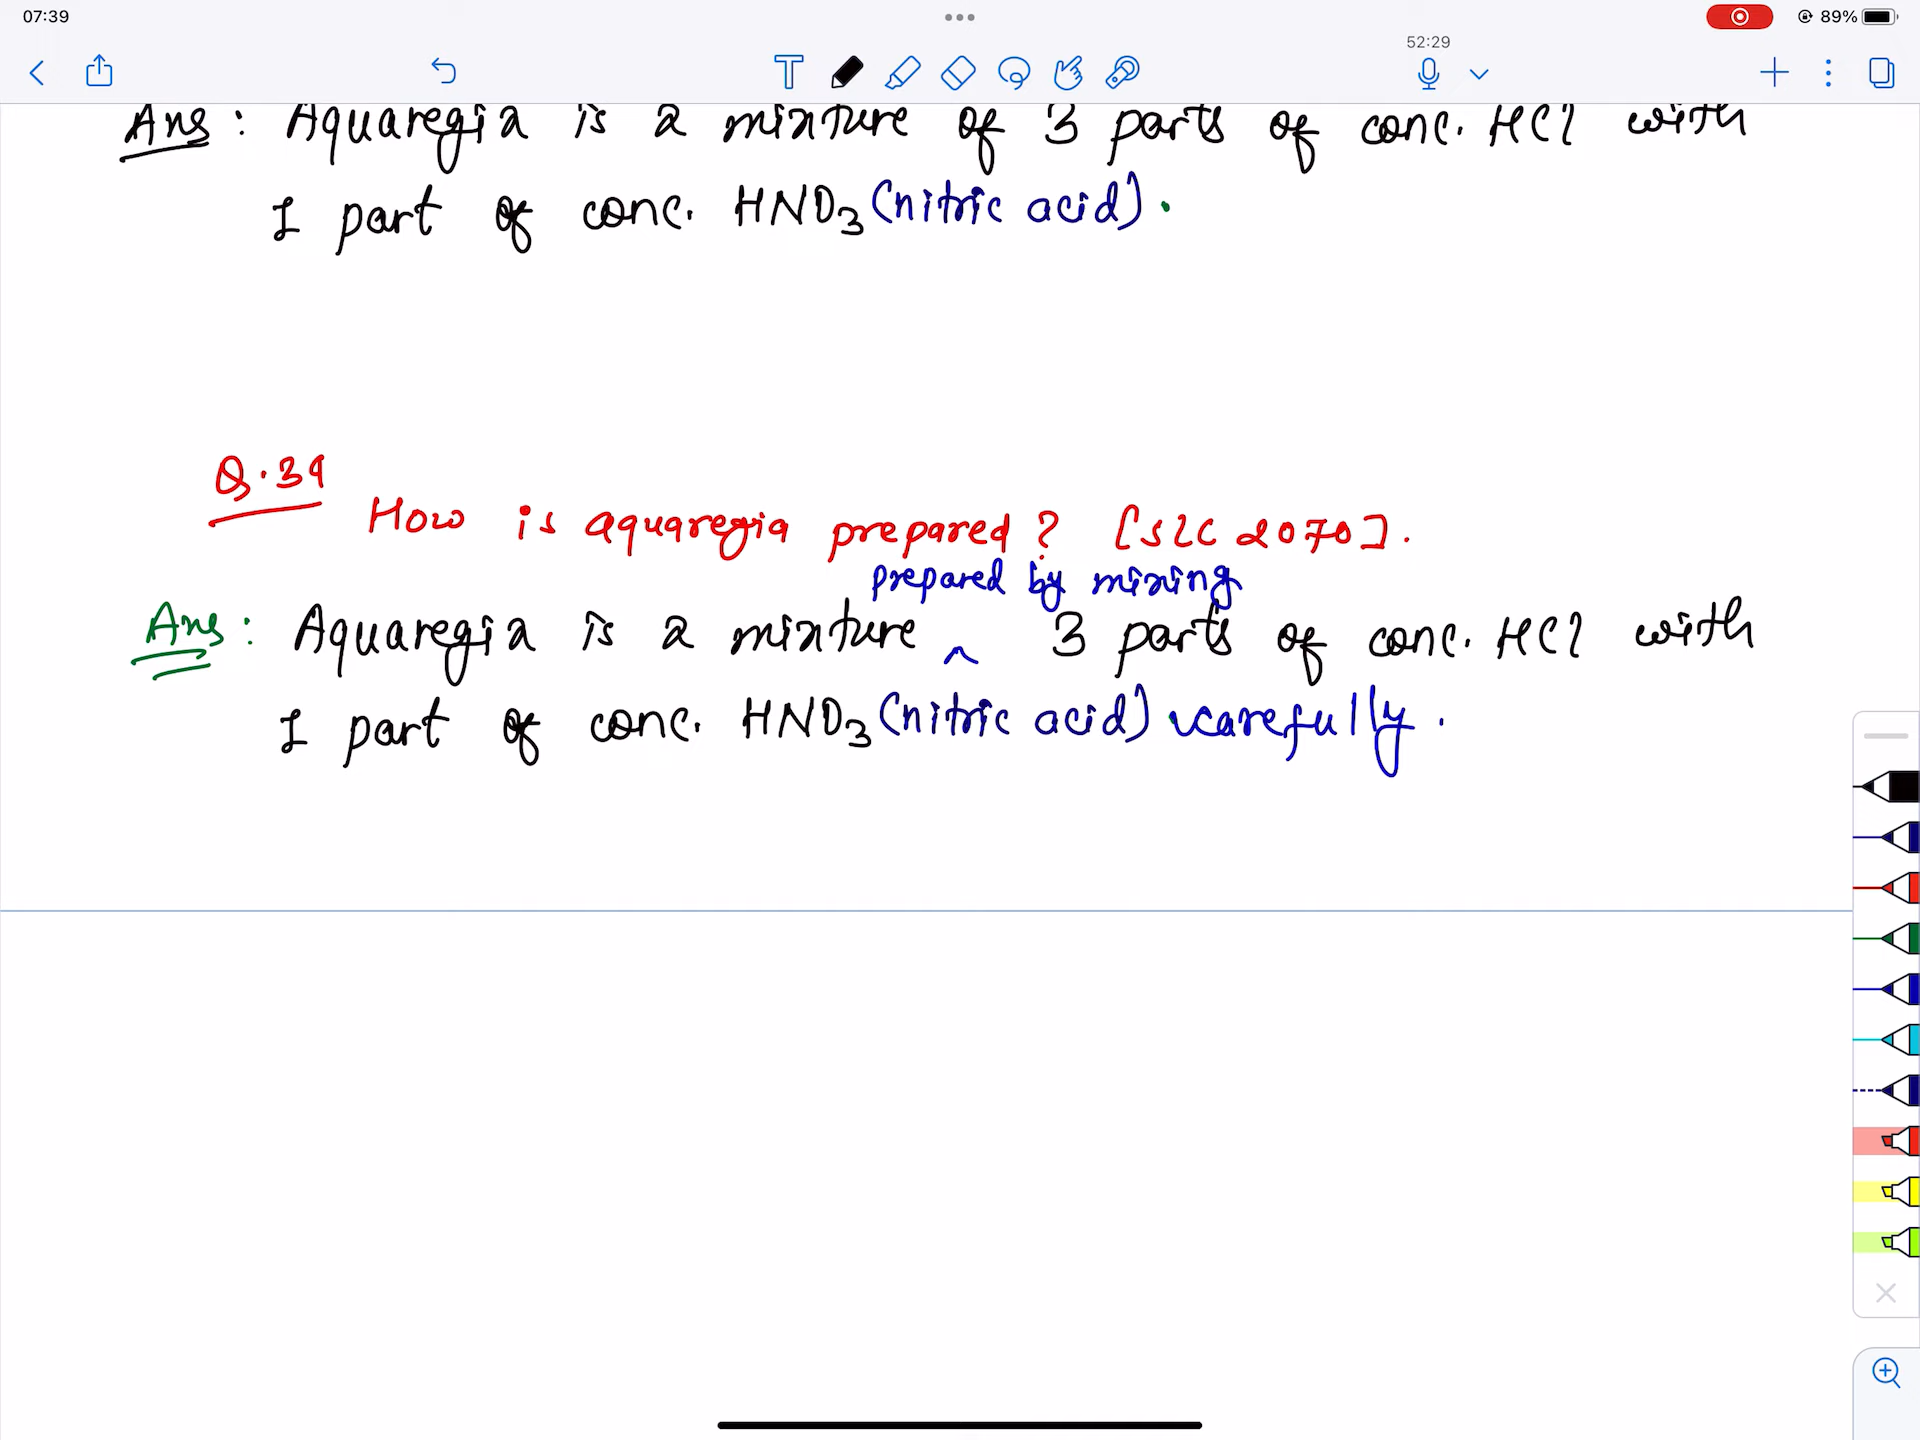 07:39
89%
52:29
Ans: Aquaregia is a mixture of 3 parts of conc. HCl with
1 part of conc. HNO3 (nitric acid).
Q.34
How is aquaregia prepared? [SLC 2070].
prepared by mixing
Ans: Aquaregia is a mixture ^ 3 parts of conc. HCl with
1 part of conc. HNO3 (nitric acid) carefully.